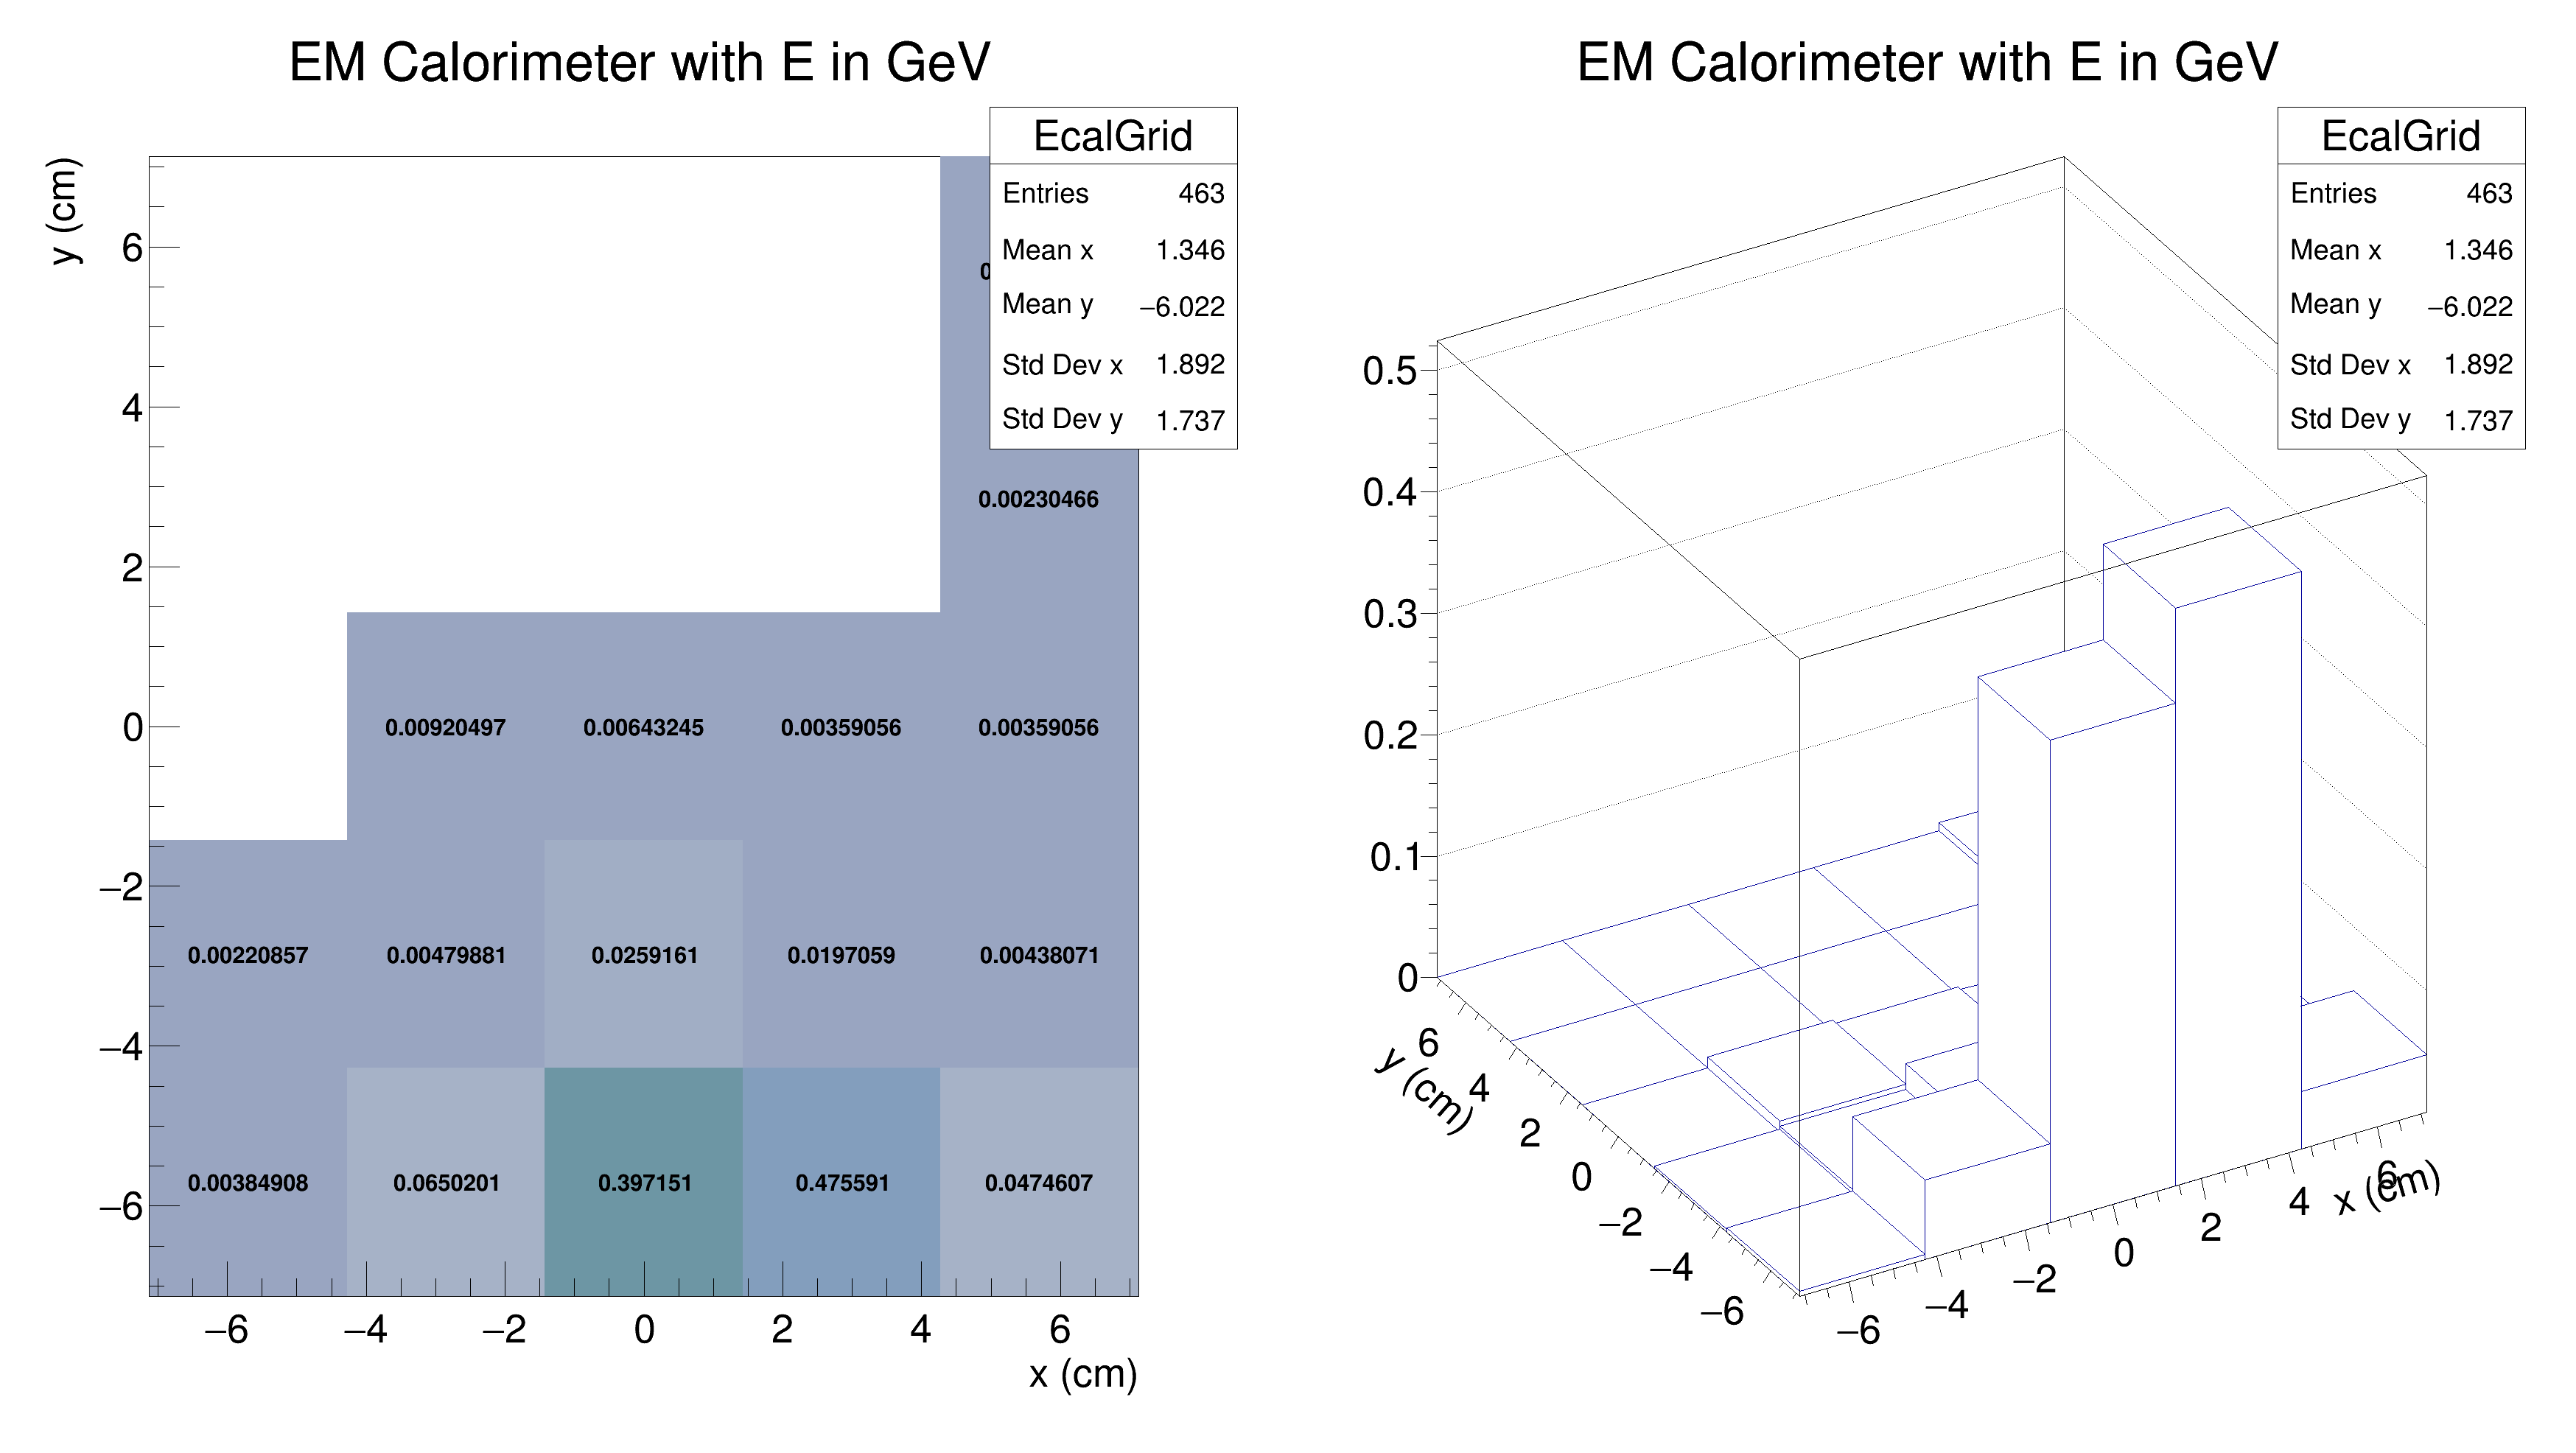 EM Calorimeter with E in GeV
EcalGrid
Entries 463
Mean x 1.346
Mean y −6.022
Std Dev x 1.892
Std Dev y 1.737
y (cm)
6
4
2
0
−2
−4
−6
0.00230466
0.00920497 0.00643245 0.00359056 0.00359056
0.00220857 0.00479881 0.0259161 0.0197059 0.00438071
0.00384908 0.0650201 0.397151 0.475591 0.0474607
−6 −4 −2 0 2 4 6
x (cm)
EM Calorimeter with E in GeV
EcalGrid
Entries 463
Mean x 1.346
Mean y −6.022
Std Dev x 1.892
Std Dev y 1.737
0.5
0.4
0.3
0.2
0.1
0
y (cm)
6
4
2
0
−2
−4
−6
−6 −4 −2 0 2 4 6
x (cm)